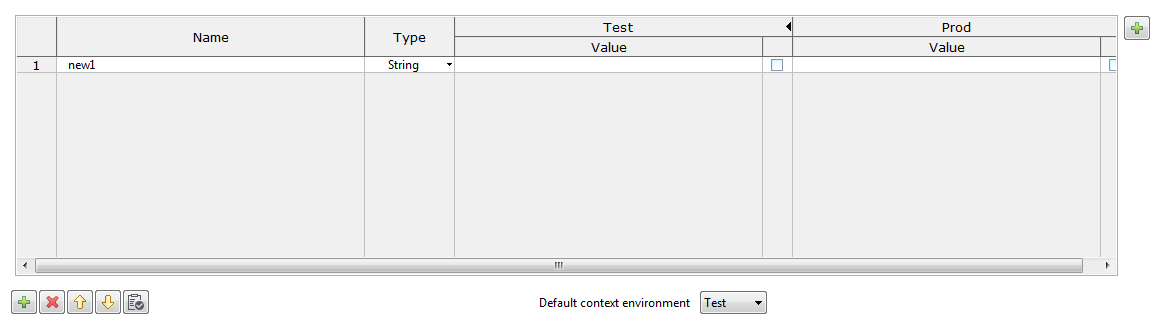 Name Type Test Prod
Value Value
1 new1 String
Default context environment Test